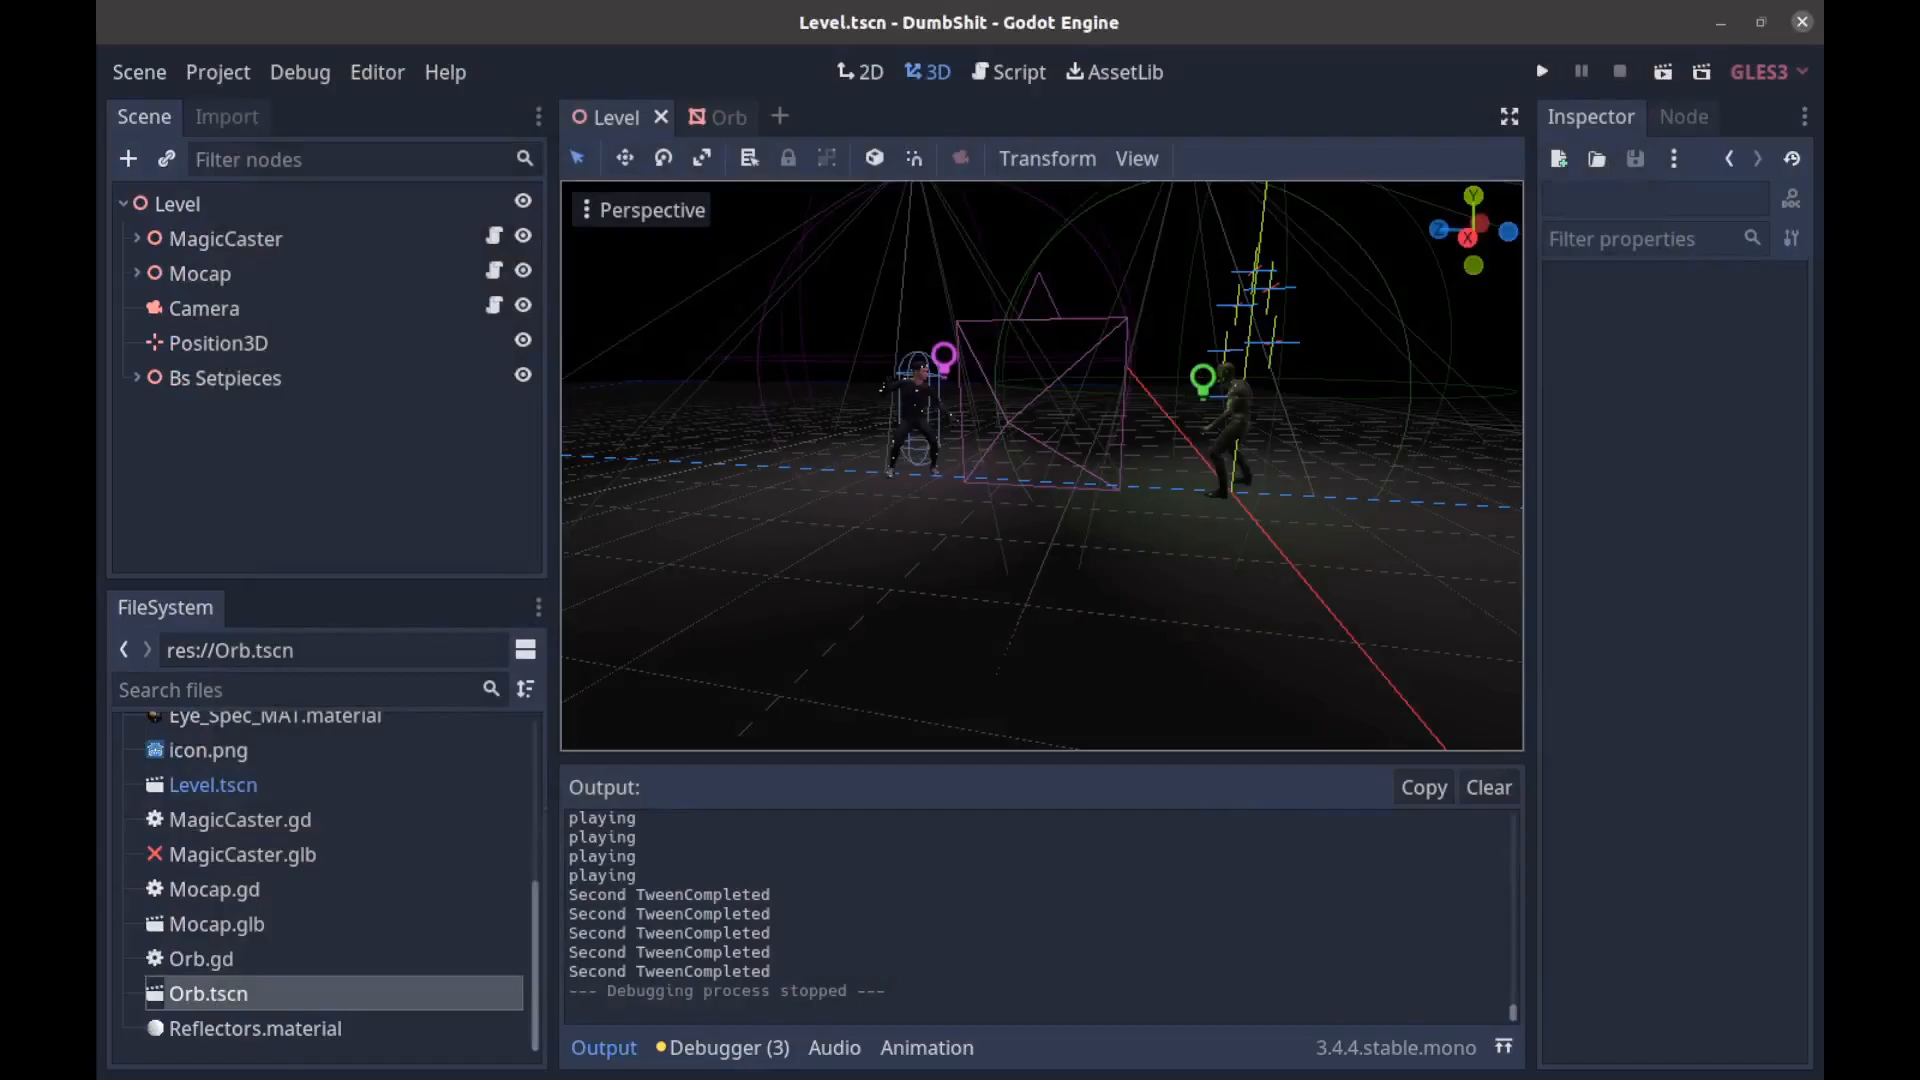 Level.tscn - DumbShit - Godot Engine
Scene Project Debug Editor Help
2D 3D Script AssetLib
GLES3
Scene Import
Filter nodes
Level
MagicCaster
Mocap
Camera
Position3D
Bs Setpieces
FileSystem
res://Orb.tscn
Search files
Eye_Spec_MAT.material
icon.png
Level.tscn
MagicCaster.gd
MagicCaster.glb
Mocap.gd
Mocap.glb
Orb.gd
Orb.tscn
Reflectors.material
Level Orb
Transform View
Perspective
Y
Z
X
Output: Copy Clear
playing
playing
playing
playing
Second TweenCompleted
Second TweenCompleted
Second TweenCompleted
Second TweenCompleted
Second TweenCompleted
--- Debugging process stopped ---
Output Debugger (3) Audio Animation 3.4.4.stable.mono
Inspector Node
DOC
Filter properties